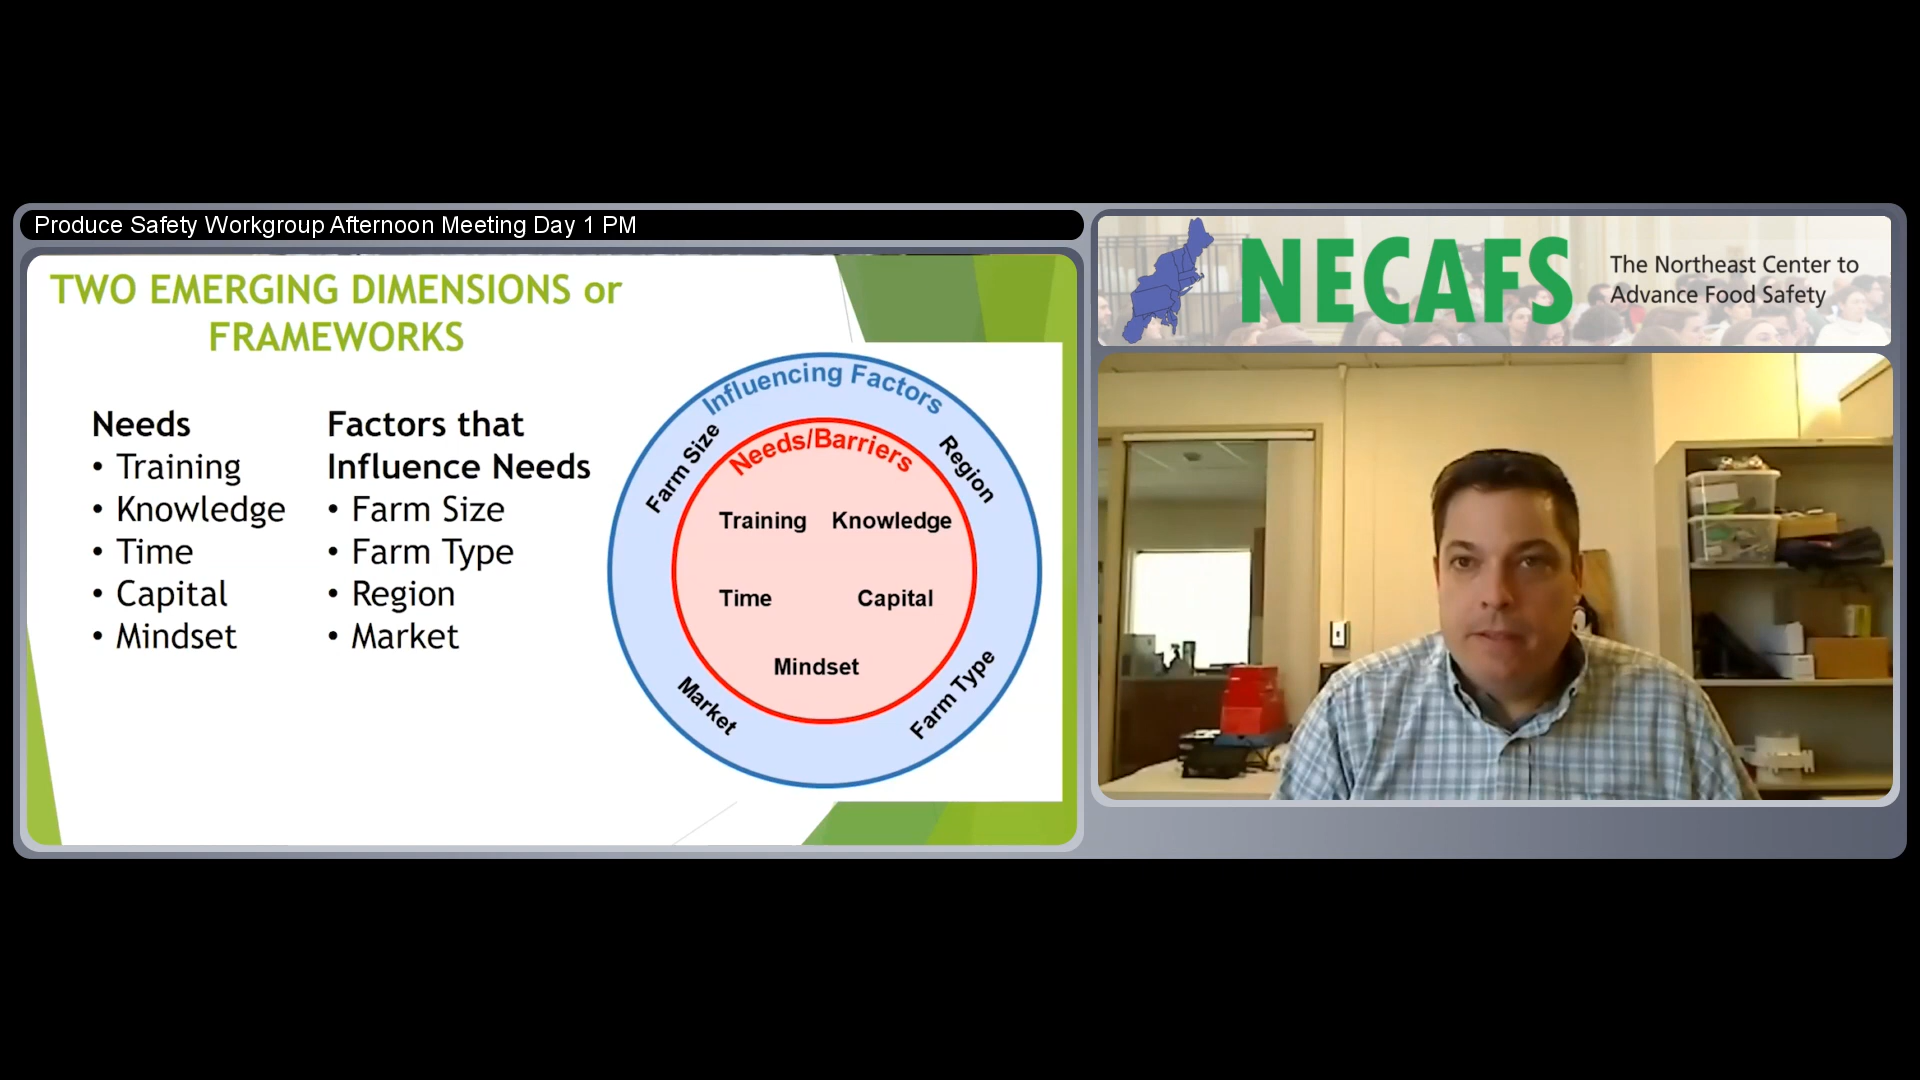 Produce Safety Workgroup Afternoon Meeting Day 1 PM
TWO EMERGING DIMENSIONS or
FRAMEWORKS
Needs
• Training
• Knowledge
• Time
• Capital
• Mindset
Factors that
Influence Needs
• Farm Size
• Farm Type
• Region
• Market
Influencing Factors
Farm Size
Region
Needs/Barriers
Training Knowledge
Time Capital
Mindset
Market
Farm Type
NECAFS
The Northeast Center to
Advance Food Safety